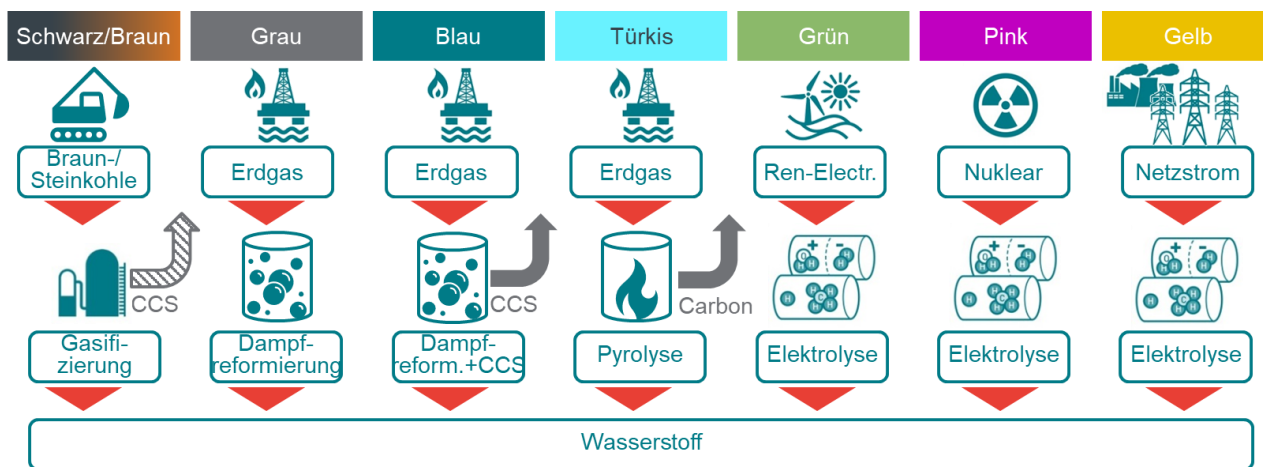 Schwarz/Braun
Grau
Blau
Türkis
Grün
Pink
Gelb
Braun-/
Steinkohle
Erdgas
Erdgas
Erdgas
Ren-Electr.
Nuklear
Netzstrom
CCS
CCS
Carbon
Gasifi-
zierung
Dampf-
reformierung
Dampf-
reform.+CCS
Pyrolyse
Elektrolyse
Elektrolyse
Elektrolyse
Wasserstoff